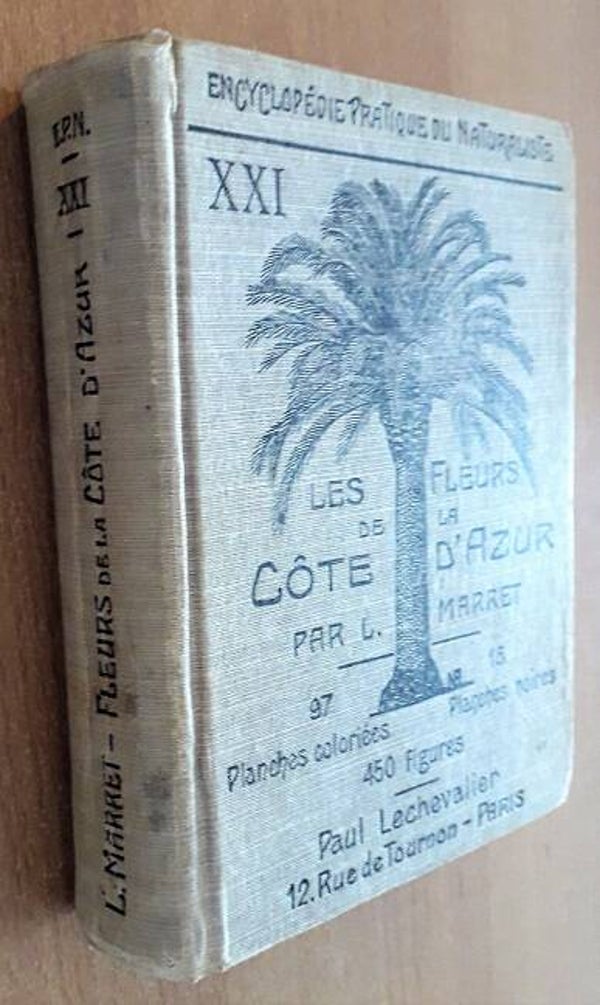 E.P.N.
XXI
L. MARRET – FLEURS DE LA CÔTE D'AZUR
ENCYCLOPÉDIE PRATIQUE DU NATURALISTE
XXI
LES FLEURS
DE LA
CÔTE D'AZUR
PAR L. MARRET
97 15
Planches coloriées Planches noires
450 figures
Paul Lechevalier
12. Rue de Tournon – PARIS